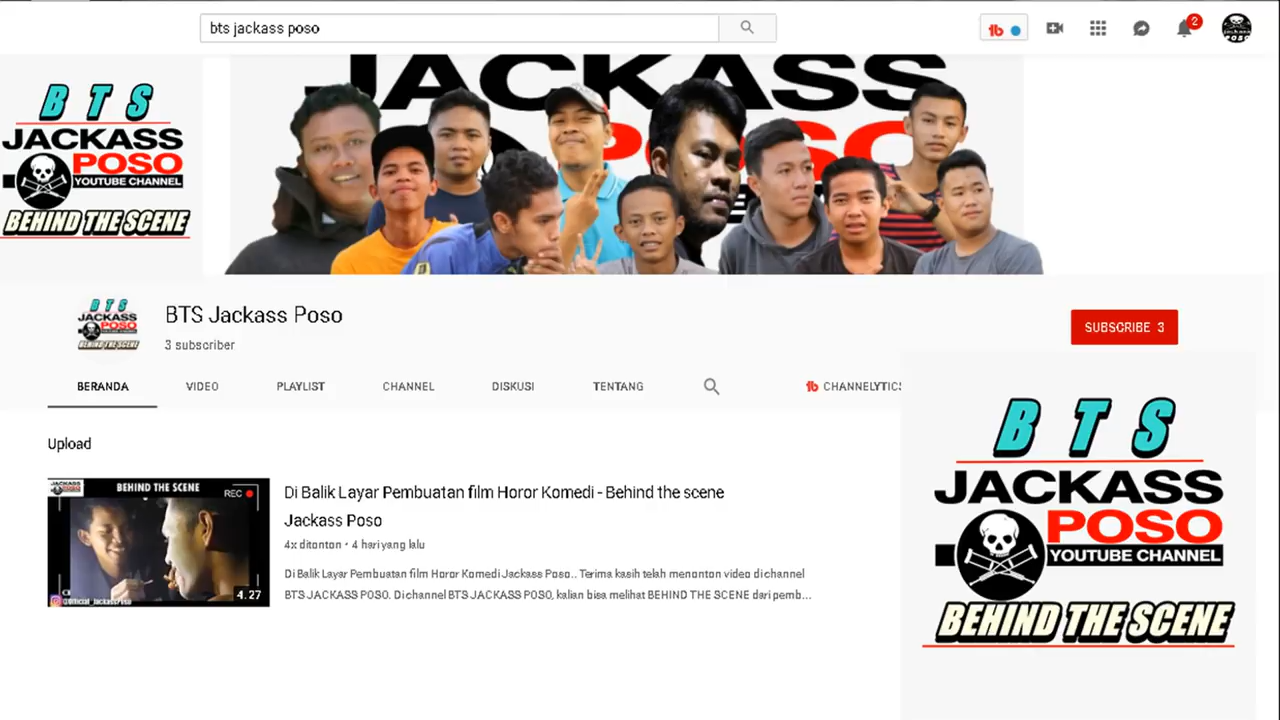 bts jackass poso
2
BTS
JACKASS
POSO
YOUTUBE CHANNEL
BEHIND THE SCENE
JACKASS
BTS
JACKASS
POSO
BEHIND THE SCENE
BTS Jackass Poso
3 subscriber
SUBSCRIBE 3
BERANDA VIDEO PLAYLIST CHANNEL DISKUSI TENTANG CHANNELYTICS
Upload
BEHIND THE SCENE
REC
4.27
Di Balik Layar Pembuatan film Horor Komedi - Behind the scene
Jackass Poso
4x ditonton • 4 hari yang lalu
Di Balik Layar Pembuatan film Horor Komedi Jackass Poso.. Terima kasih telah menonton video di channel
BTS JACKASS POSO. Di channel BTS JACKASS POSO, kalian bisa melihat BEHIND THE SCENE dari pemb...
BTS
JACKASS
POSO
YOUTUBE CHANNEL
BEHIND THE SCENE